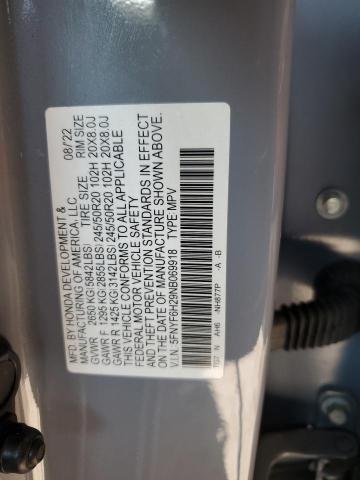 MFD. BY HONDA DEVELOPMENT &
MANUFACTURING OF AMERICA, LLC 08/22
GVWR 2650 KG(5842LBS) TIRE SIZE RIM SIZE
GAWR F 1295 KG(2855LBS) 245/50R20 102H 20X8.0J
GAWR R 1425 KG(3142LBS) 245/50R20 102H 20X8.0J
THIS VEHICLE CONFORMS TO ALL APPLICABLE
FEDERAL MOTOR VEHICLE SAFETY
AND THEFT PREVENTION STANDARDS IN EFFECT
ON THE DATE OF MANUFACTURE SHOWN ABOVE.
V.I.N: 5FNYF6H29NB069918 TYPE: MPV
N AH6 NH877P -A -B